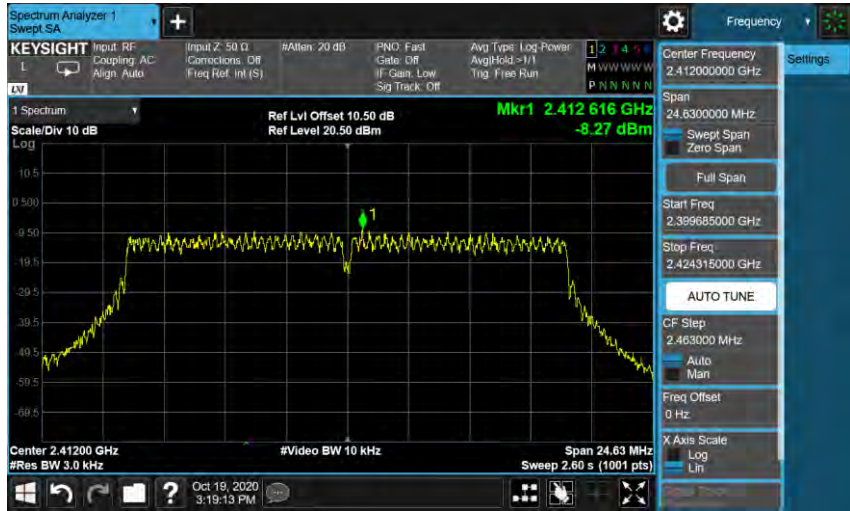 Spectrum Analyzer 1
Swept SA
Frequency
KEYSIGHT
L
LXI
Input: RF
Coupling: AC
Align: Auto
Input Z: 50 Ω
Corrections: Off
Freq Ref: Int (S)
#Atten: 20 dB
PNO: Fast
Gate: Off
IF Gain: Low
Sig Track: Off
Avg Type: Log-Power
Avg|Hold:>1/1
Trig: Free Run
1 2 3 4 5 6
M W W W W W
P N N N N N
Center Frequency
2.412000000 GHz
Settings
Span
24.6300000 MHz
Swept Span
Zero Span
Full Span
Start Freq
2.399685000 GHz
Stop Freq
2.424315000 GHz
AUTO TUNE
CF Step
2.463000 MHz
Auto
Man
Freq Offset
0 Hz
X Axis Scale
Log
Lin
1 Spectrum
Scale/Div 10 dB
Log
Ref Lvl Offset 10.50 dB
Ref Level 20.50 dBm
Mkr1 2.412 616 GHz
-8.27 dBm
10.5
0.500
-9.50
-19.5
-29.5
-39.5
-49.5
-59.5
-69.5
1
Center 2.41200 GHz
#Res BW 3.0 kHz
#Video BW 10 kHz
Span 24.63 MHz
Sweep 2.60 s (1001 pts)
?
Oct 19, 2020
3:19:13 PM